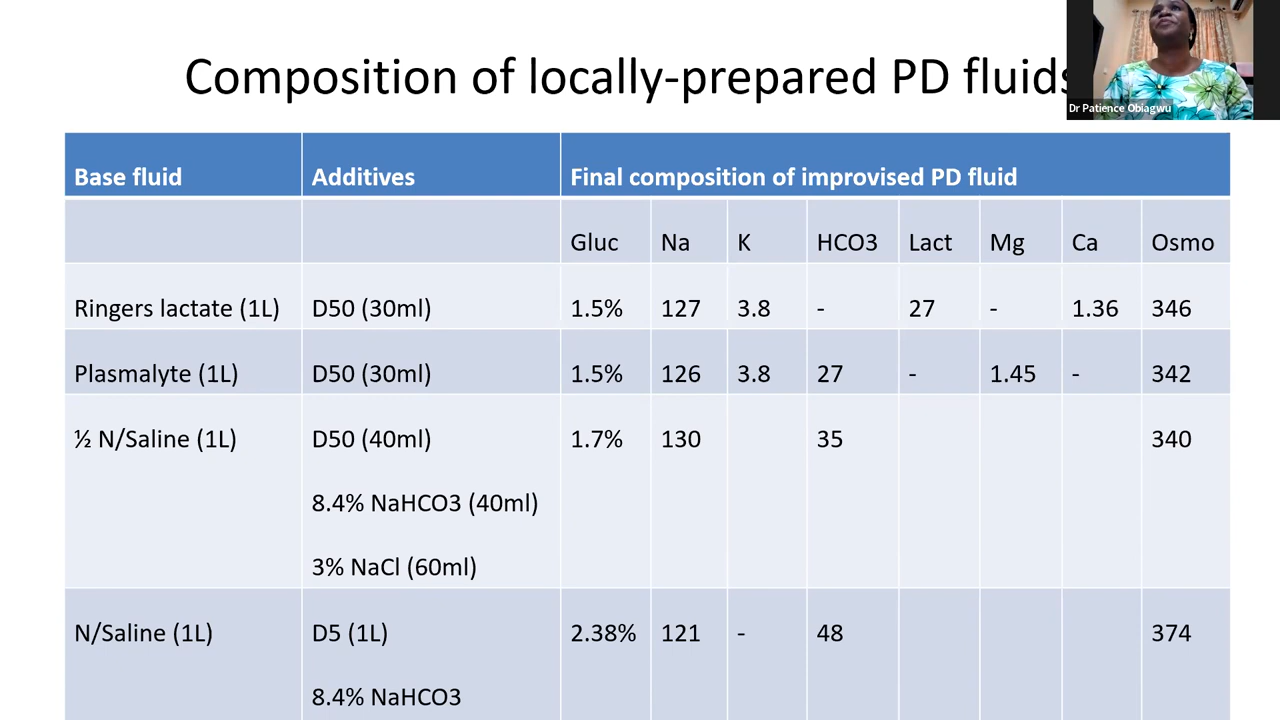 Composition of locally-prepared PD fluids
Dr Patience Obiagwu
Base fluid Additives Final composition of improvised PD fluid
Gluc Na K HCO3 Lact Mg Ca Osmo
Ringers lactate (1L) D50 (30ml) 1.5% 127 3.8 - 27 - 1.36 346
Plasmalyte (1L) D50 (30ml) 1.5% 126 3.8 27 - 1.45 - 342
½ N/Saline (1L) D50 (40ml) 1.7% 130 35 340
8.4% NaHCO3 (40ml)
3% NaCl (60ml)
N/Saline (1L) D5 (1L) 2.38% 121 - 48 374
8.4% NaHCO3